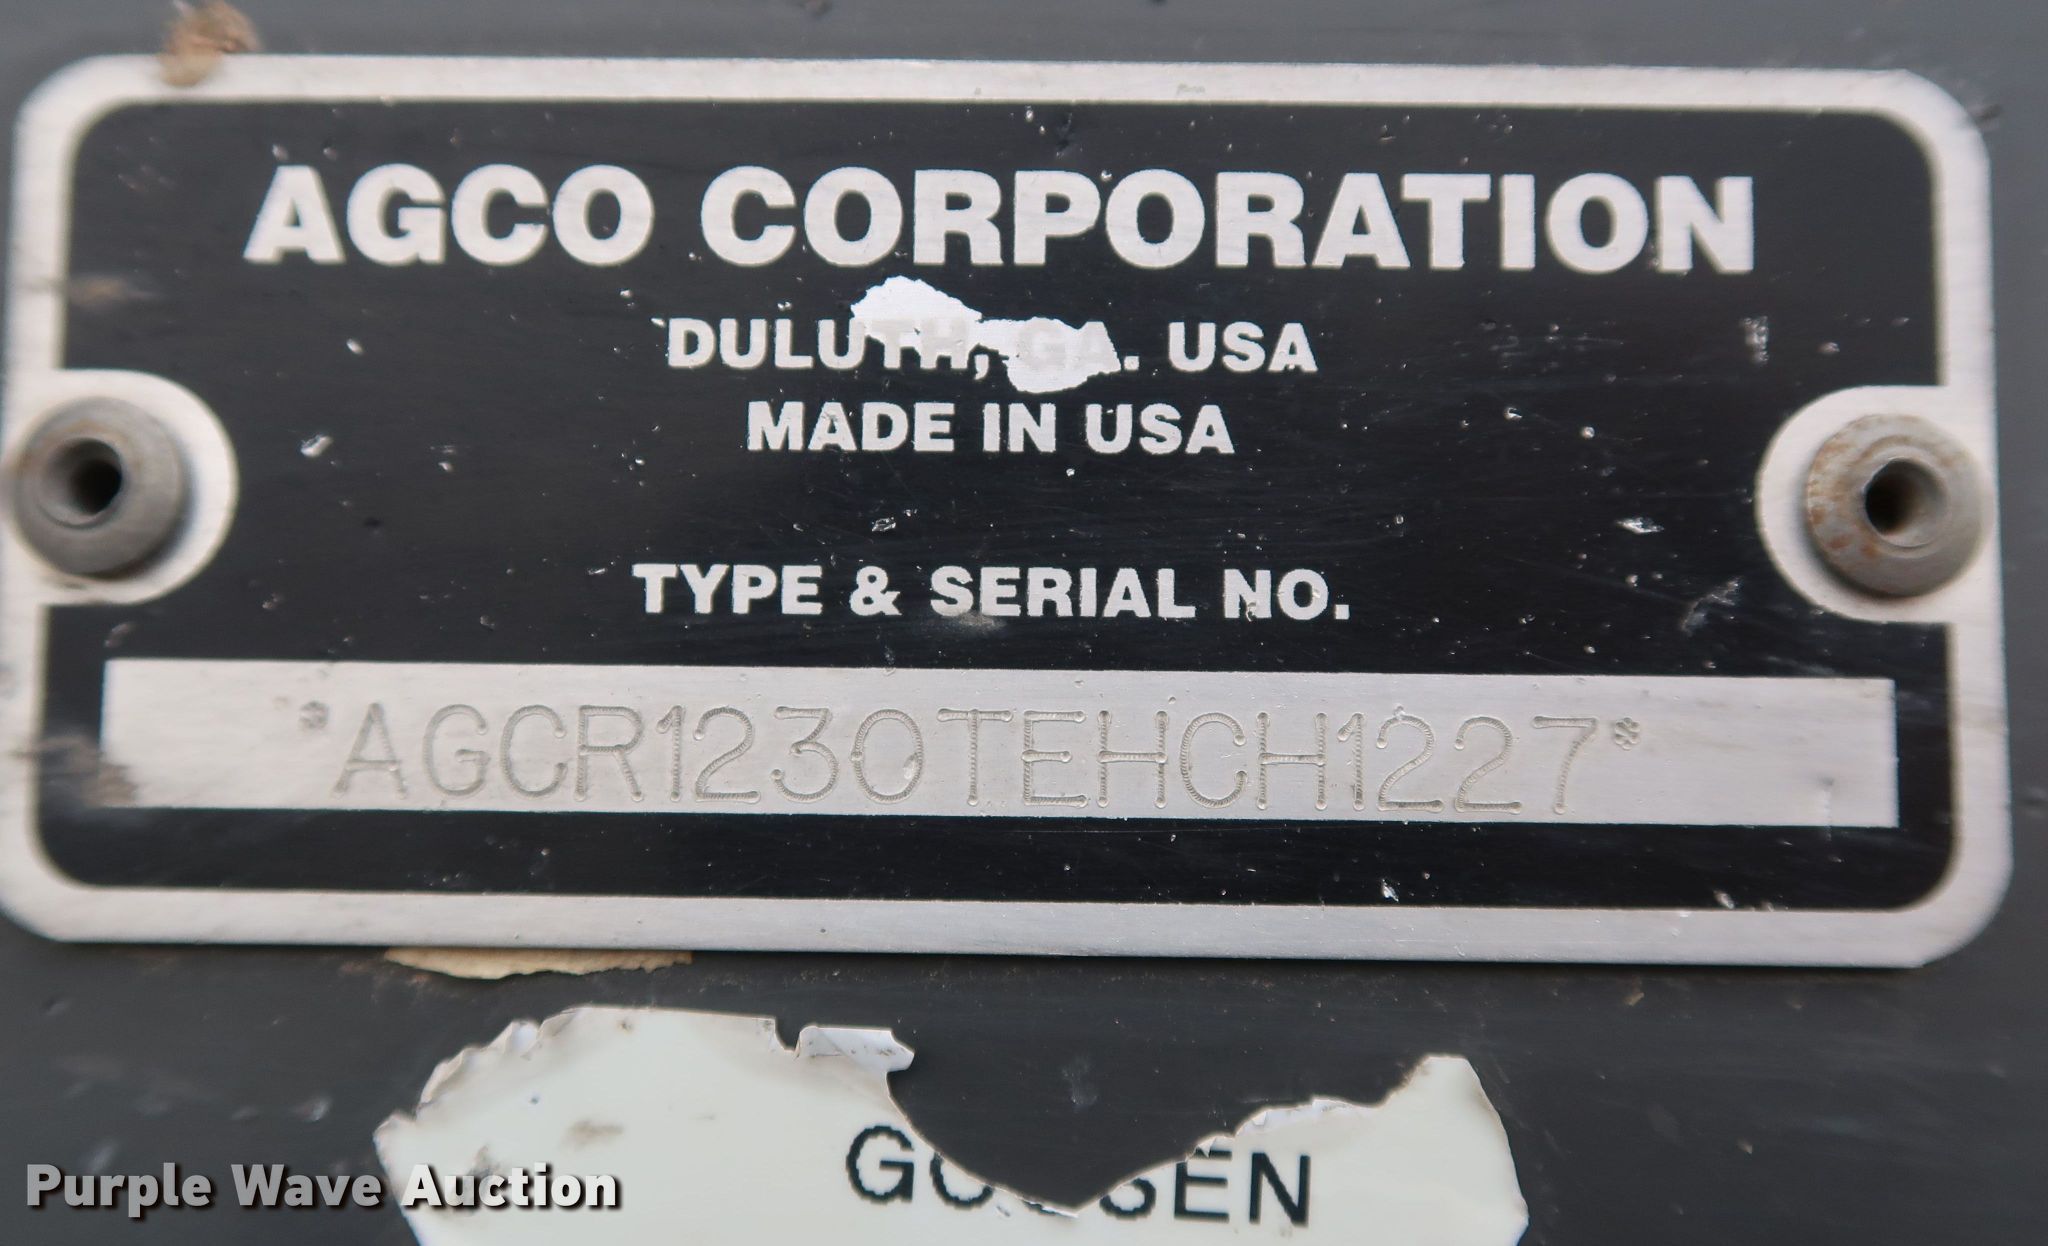 AGCO CORPORATION
DULUTH, GA. USA
MADE IN USA
TYPE & SERIAL NO.
*AGCR1230TEHCH1227*
Purple Wave Auction